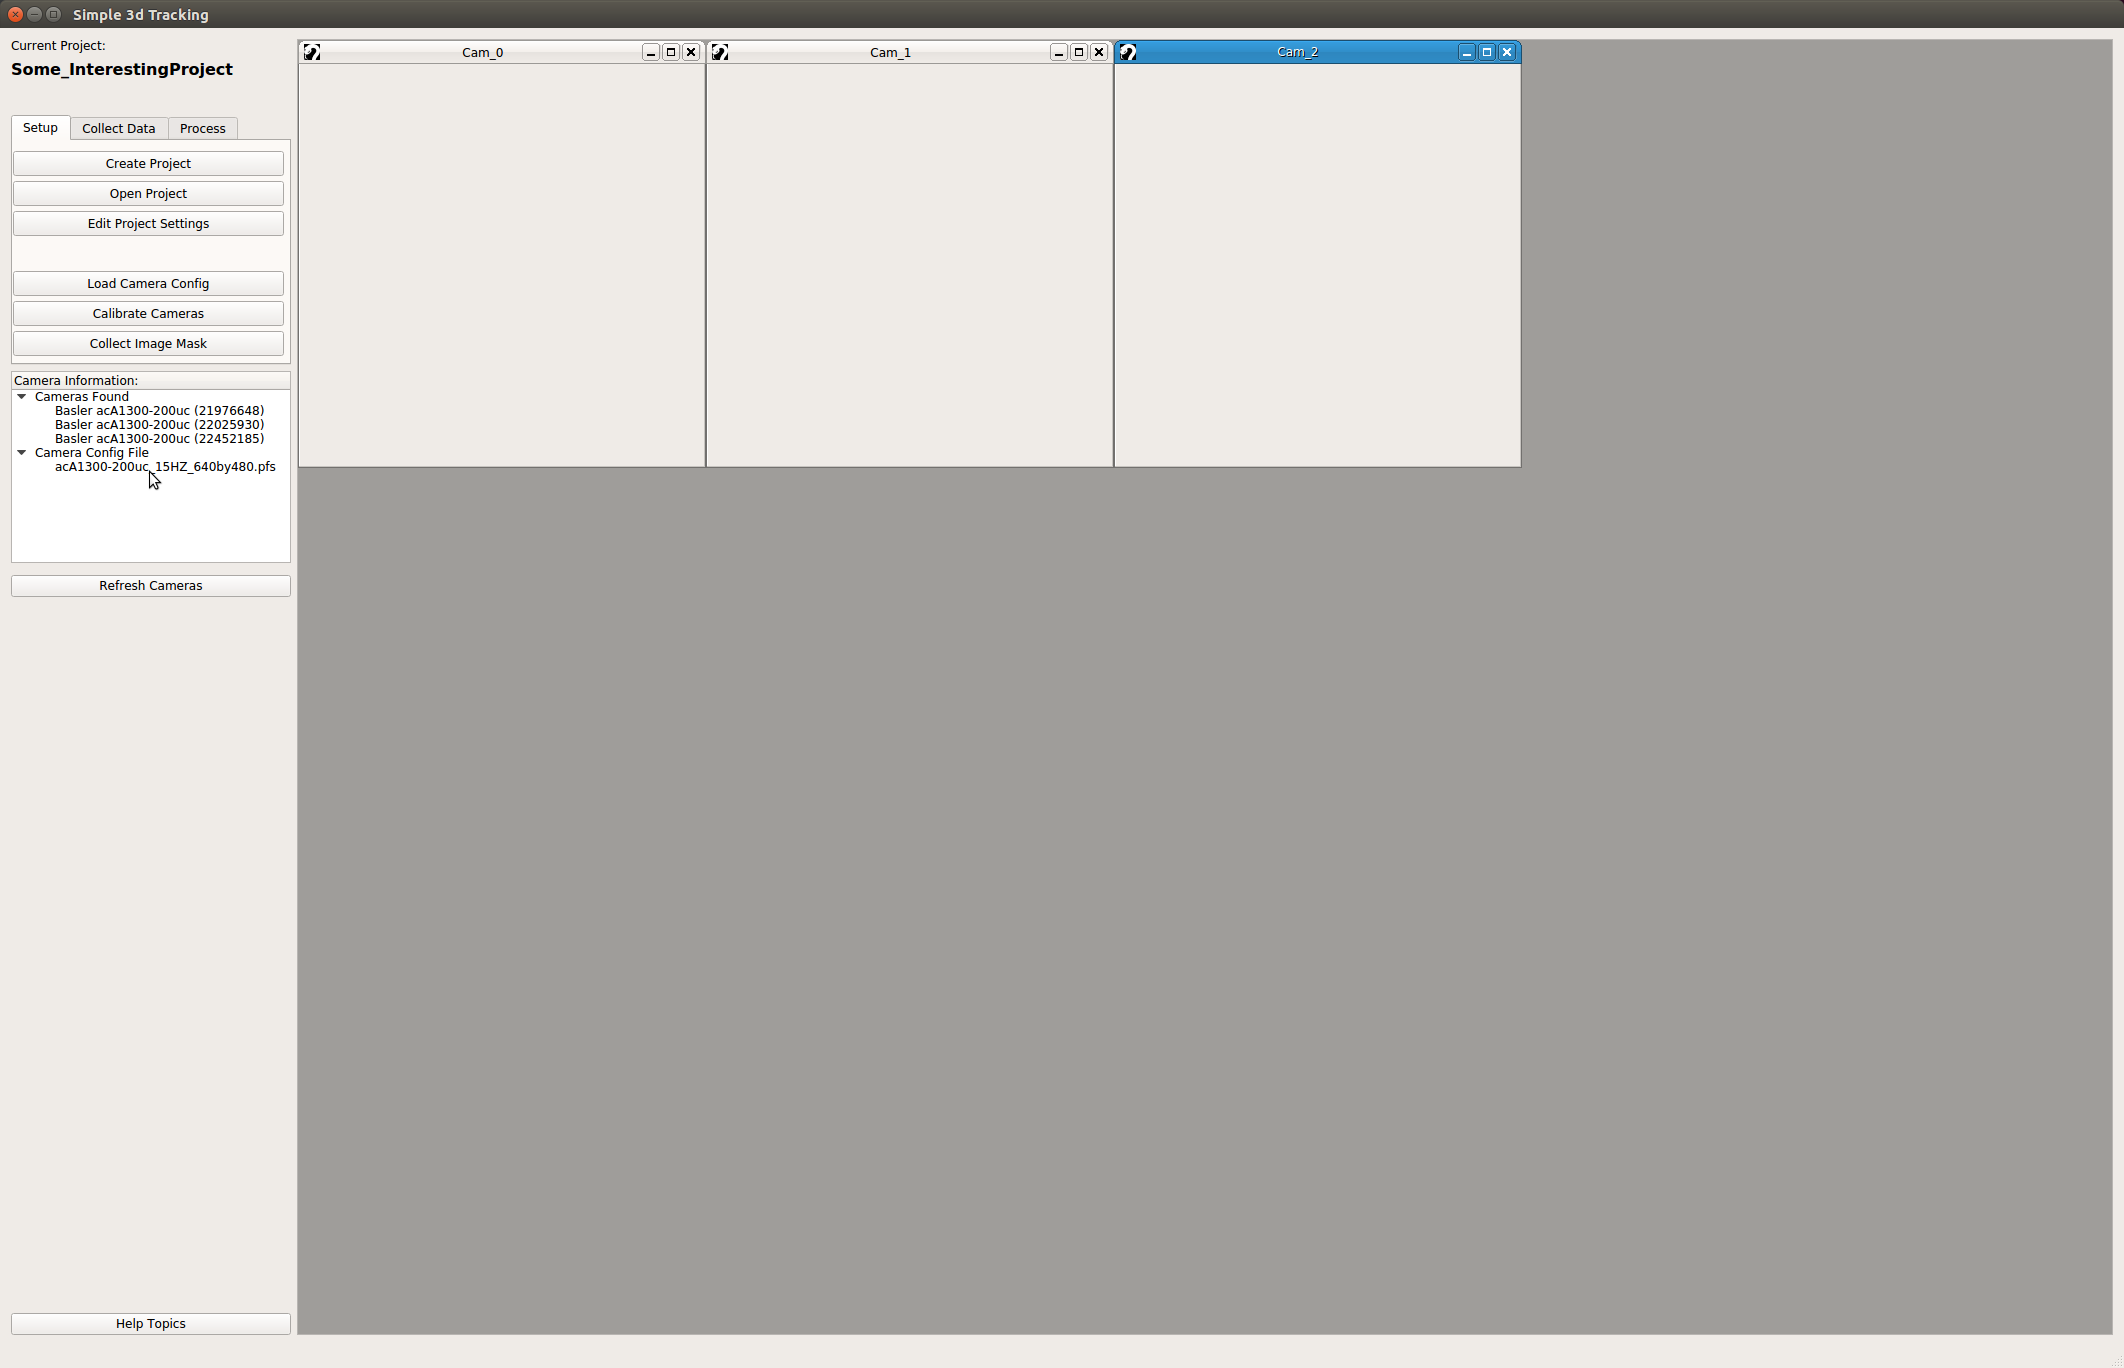 Simple 3d Tracking
Current Project:
Some_InterestingProject
Setup Collect Data Process
Create Project
Open Project
Edit Project Settings
Load Camera Config
Calibrate Cameras
Collect Image Mask
Camera Information:
Cameras Found
Basler acA1300-200uc (21976648)
Basler acA1300-200uc (22025930)
Basler acA1300-200uc (22452185)
Camera Config File
acA1300-200uc_15HZ_640by480.pfs
Refresh Cameras
Help Topics
Cam_0
Cam_1
Cam_2